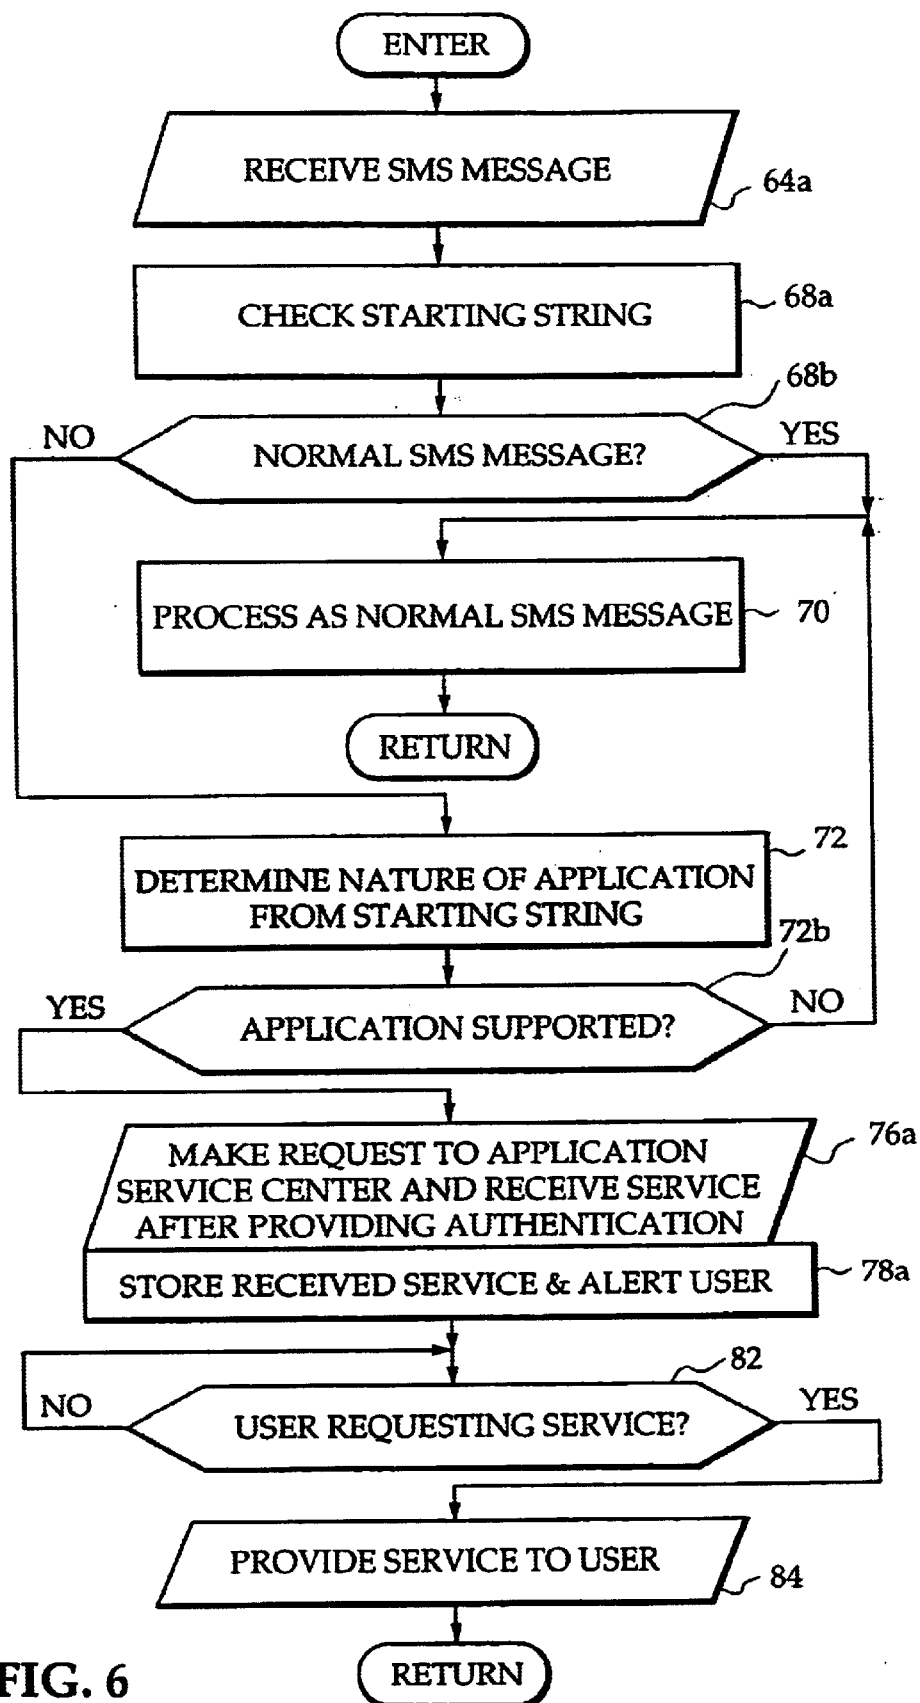 ENTER
RECEIVE SMS MESSAGE
64a
CHECK STARTING STRING
68a
68b
NO
NORMAL SMS MESSAGE?
YES
PROCESS AS NORMAL SMS MESSAGE
70
RETURN
72
DETERMINE NATURE OF APPLICATION
FROM STARTING STRING
72b
YES
APPLICATION SUPPORTED?
NO
MAKE REQUEST TO APPLICATION
SERVICE CENTER AND RECEIVE SERVICE
AFTER PROVIDING AUTHENTICATION
76a
STORE RECEIVED SERVICE & ALERT USER
78a
82
NO
USER REQUESTING SERVICE?
YES
PROVIDE SERVICE TO USER
84
RETURN
FIG. 6